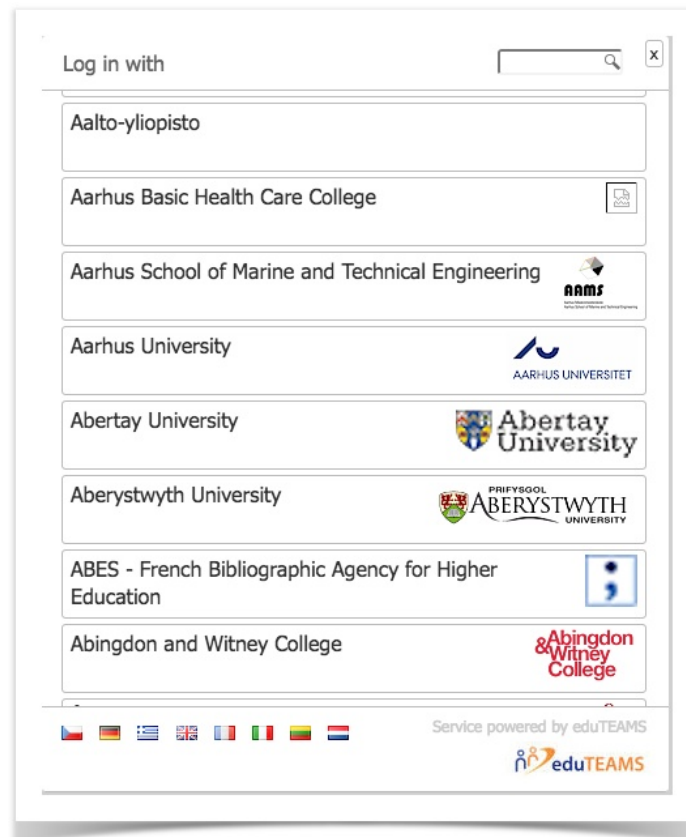 Log in with
x
Aalto-yliopisto
Aarhus Basic Health Care College
Aarhus School of Marine and Technical Engineering
AAMS
Aarhus University
AARHUS UNIVERSITET
Abertay University
Abertay
University
Aberystwyth University
PRIFYSGOL
ABERYSTWYTH
UNIVERSITY
ABES - French Bibliographic Agency for Higher
Education
Abingdon and Witney College
&Abingdon
Witney
College
Service powered by eduTEAMS
eduTEAMS